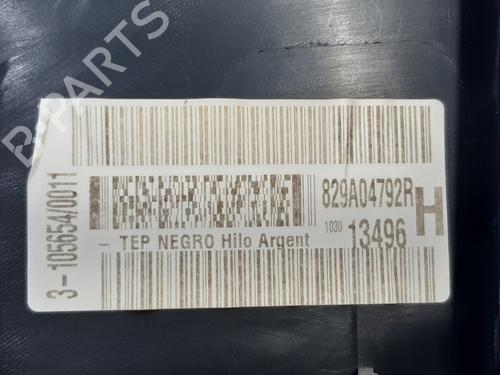 B-PARTS
3-105654/0011
829A04792R
H
1030 13496
TEP NEGRO Hilo Argent